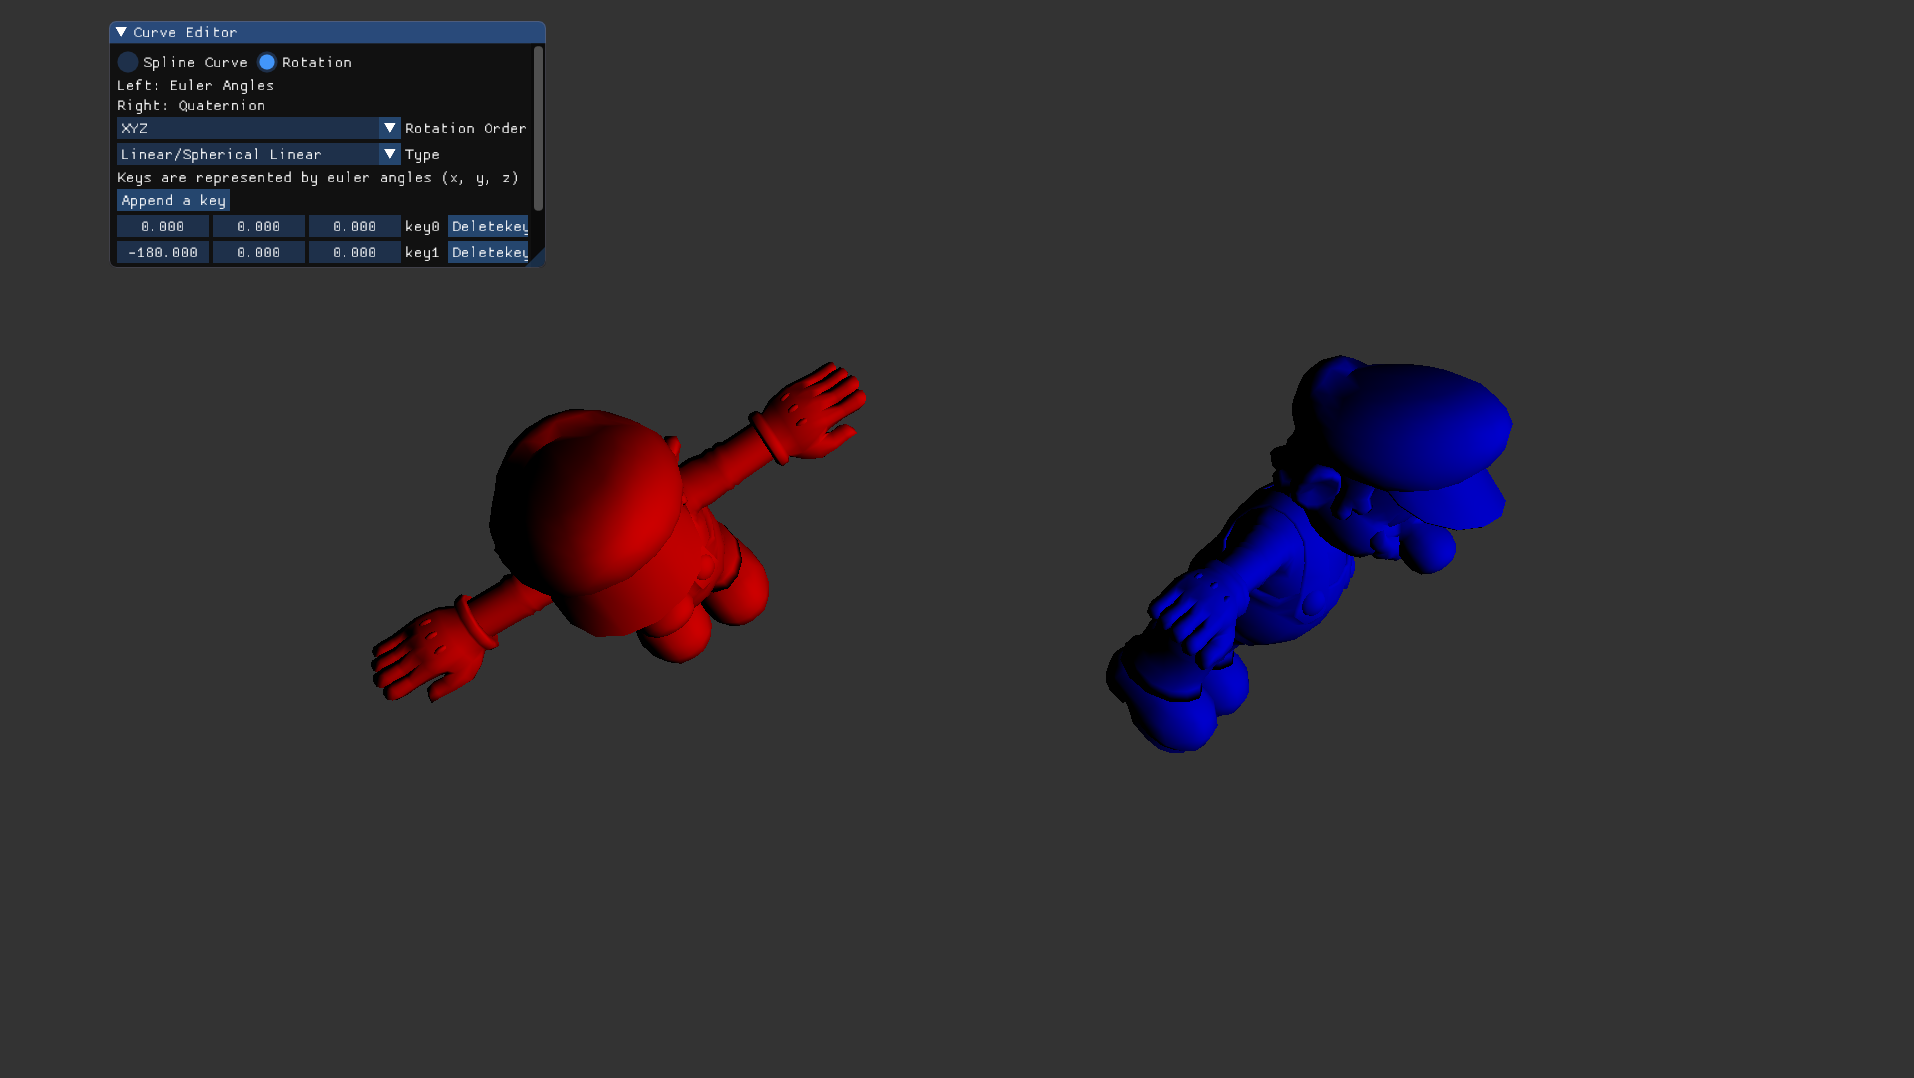 Curve Editor
Spline Curve Rotation
Left: Euler Angles
Right: Quaternion
XYZ Rotation Order
Linear/Spherical Linear Type
Keys are represented by euler angles (x, y, z)
Append a key
0.000 0.000 0.000 key0 Deletekey
-180.000 0.000 0.000 key1 Deletekey